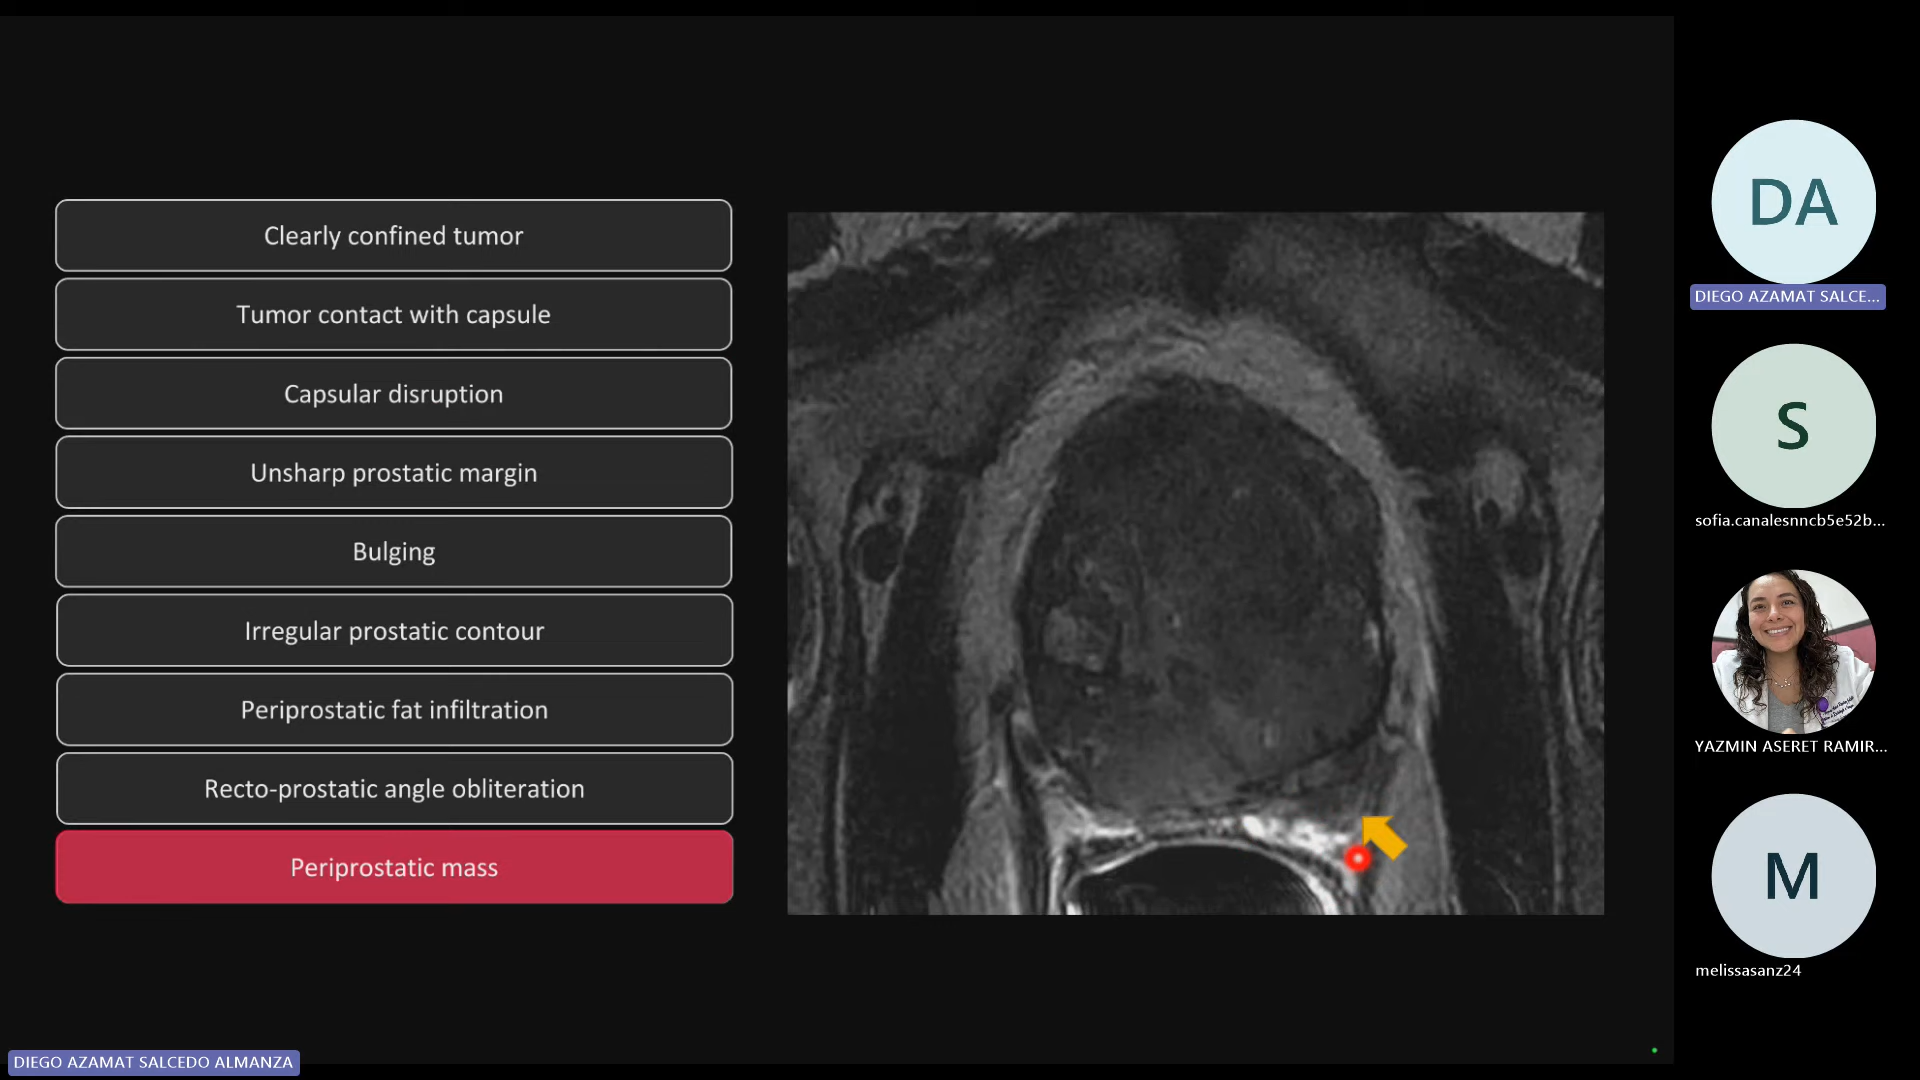 Clearly confined tumor
Tumor contact with capsule
Capsular disruption
Unsharp prostatic margin
Bulging
Irregular prostatic contour
Periprostatic fat infiltration
Recto-prostatic angle obliteration
Periprostatic mass
DA
DIEGO AZAMAT SALCE...
S
sofia.canalesnncb5e52b...
YAZMIN ASERET RAMIR...
M
melissasanz24
DIEGO AZAMAT SALCEDO ALMANZA